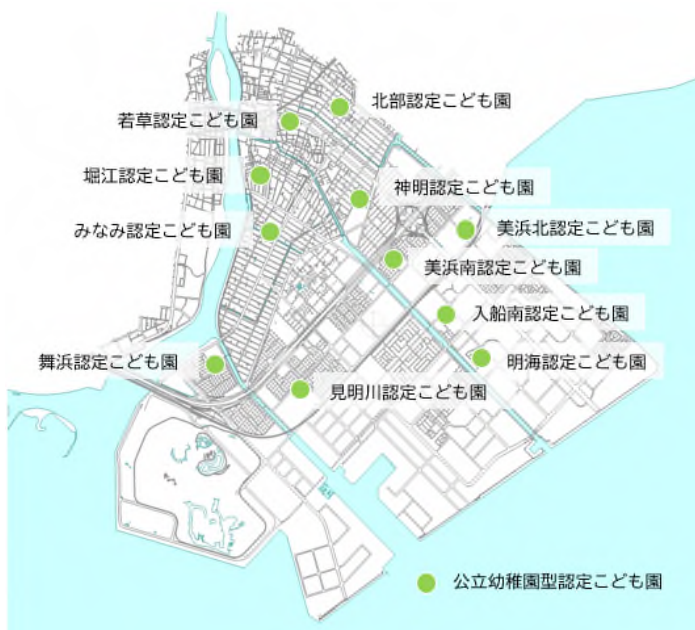 北部認定こども園
若草認定こども園
堀江認定こども園
神明認定こども園
みなみ認定こども園
美浜北認定こども園
美浜南認定こども園
入船南認定こども園
舞浜認定こども園
明海認定こども園
見明川認定こども園
公立幼稚園型認定こども園